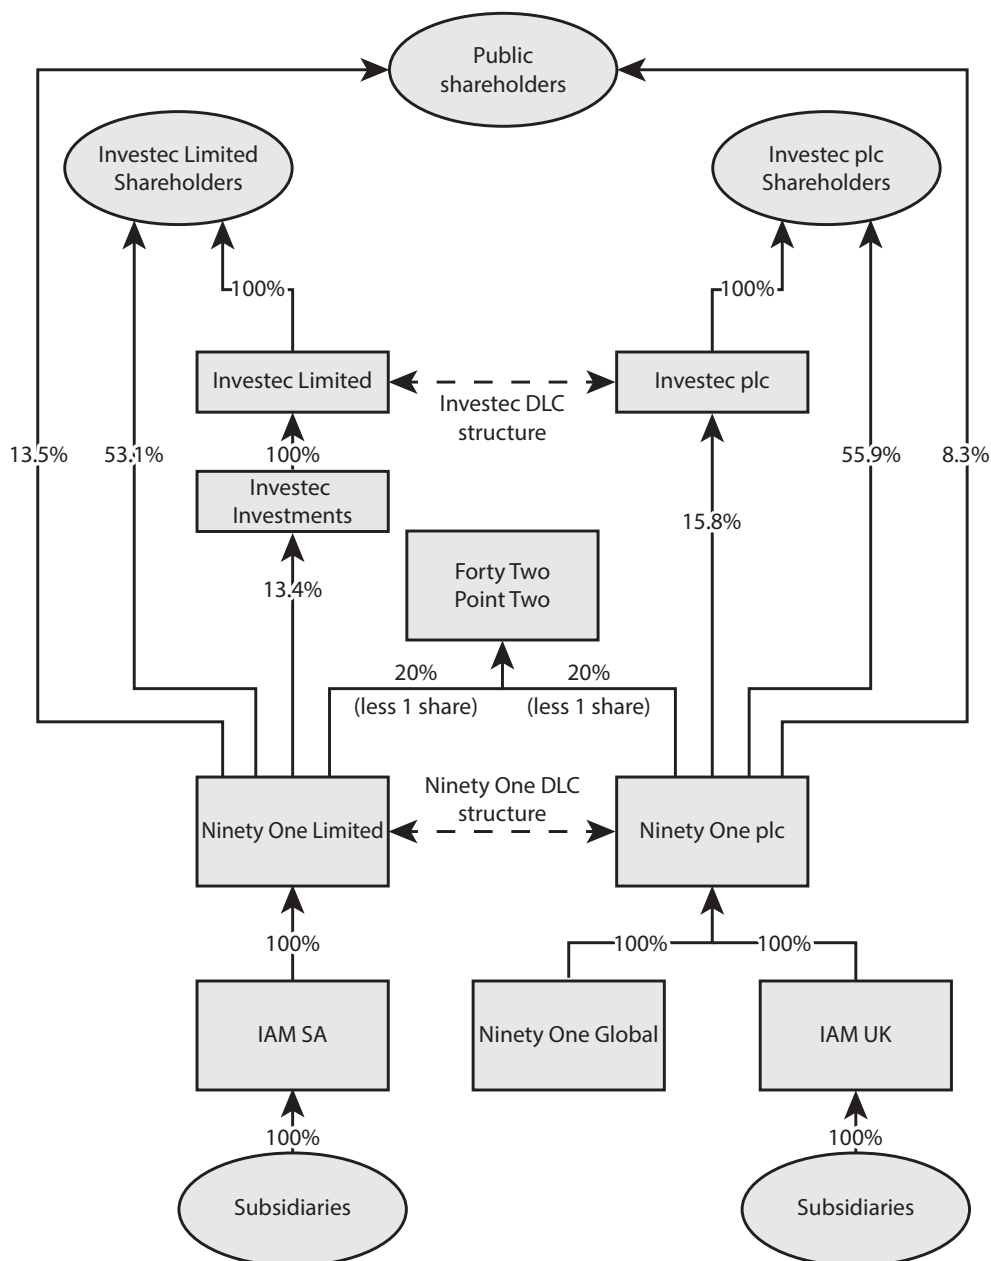 Public
shareholders
Investec Limited
Shareholders
Investec plc
Shareholders
100%
100%
Investec Limited
Investec plc
Investec DLC
structure
13.5%
53.1%
100%
55.9%
8.3%
Investec
Investments
15.8%
13.4%
Forty Two
Point Two
20%
(less 1 share)
20%
(less 1 share)
Ninety One DLC
structure
Ninety One Limited
Ninety One plc
100%
100%
100%
IAM SA
Ninety One Global
IAM UK
100%
100%
Subsidiaries
Subsidiaries